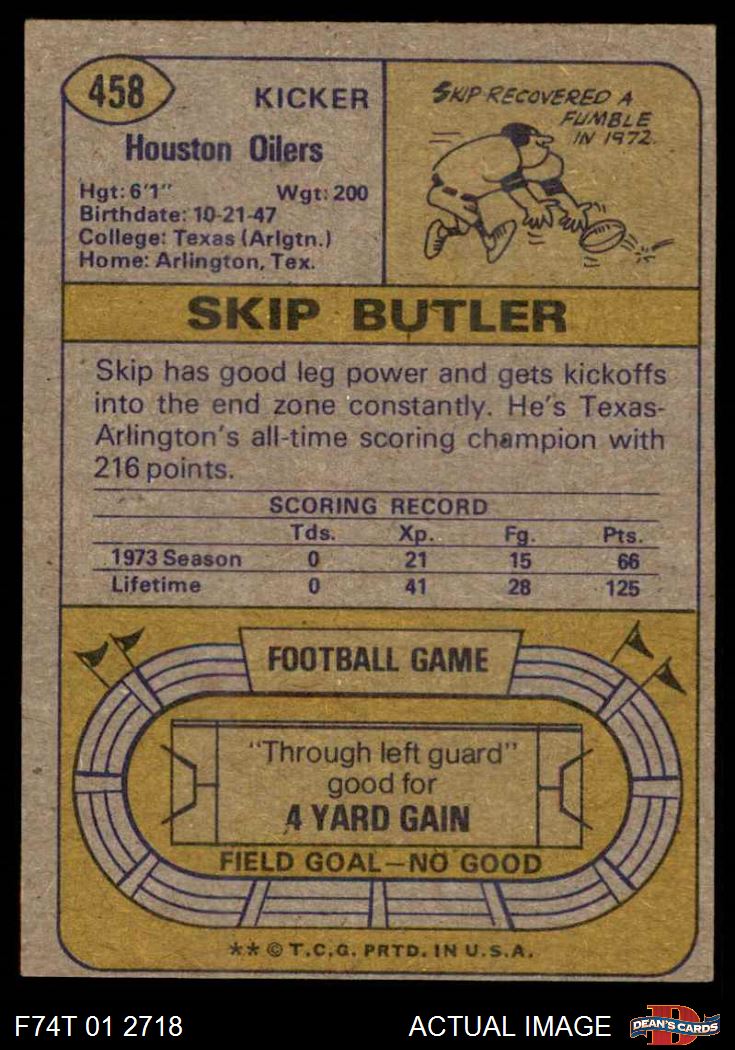 458
KICKER
Houston Oilers
Hgt: 6'1" Wgt: 200
Birthdate: 10-21-47
College: Texas (Arlgtn.)
Home: Arlington, Tex.
SKIP RECOVERED A
FUMBLE
IN 1972.
SKIP BUTLER
Skip has good leg power and gets kickoffs
into the end zone constantly. He's Texas-
Arlington's all-time scoring champion with
216 points.
SCORING RECORD
Tds. Xp. Fg. Pts.
1973 Season 0 21 15 66
Lifetime 0 41 28 125
FOOTBALL GAME
"Through left guard"
good for
4 YARD GAIN
FIELD GOAL—NO GOOD
** © T.C.G. PRTD. IN U.S.A.
F74T 01 2718 ACTUAL IMAGE
D
DEAN'S CARDS